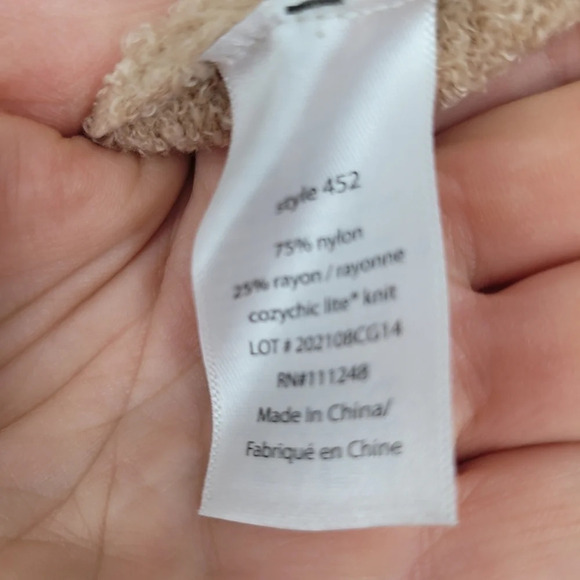 style 452
75% nylon
25% rayon / rayonne
cozychic lite® knit
LOT # 202108CG14
RN#111248
Made in China/
Fabriqué en Chine